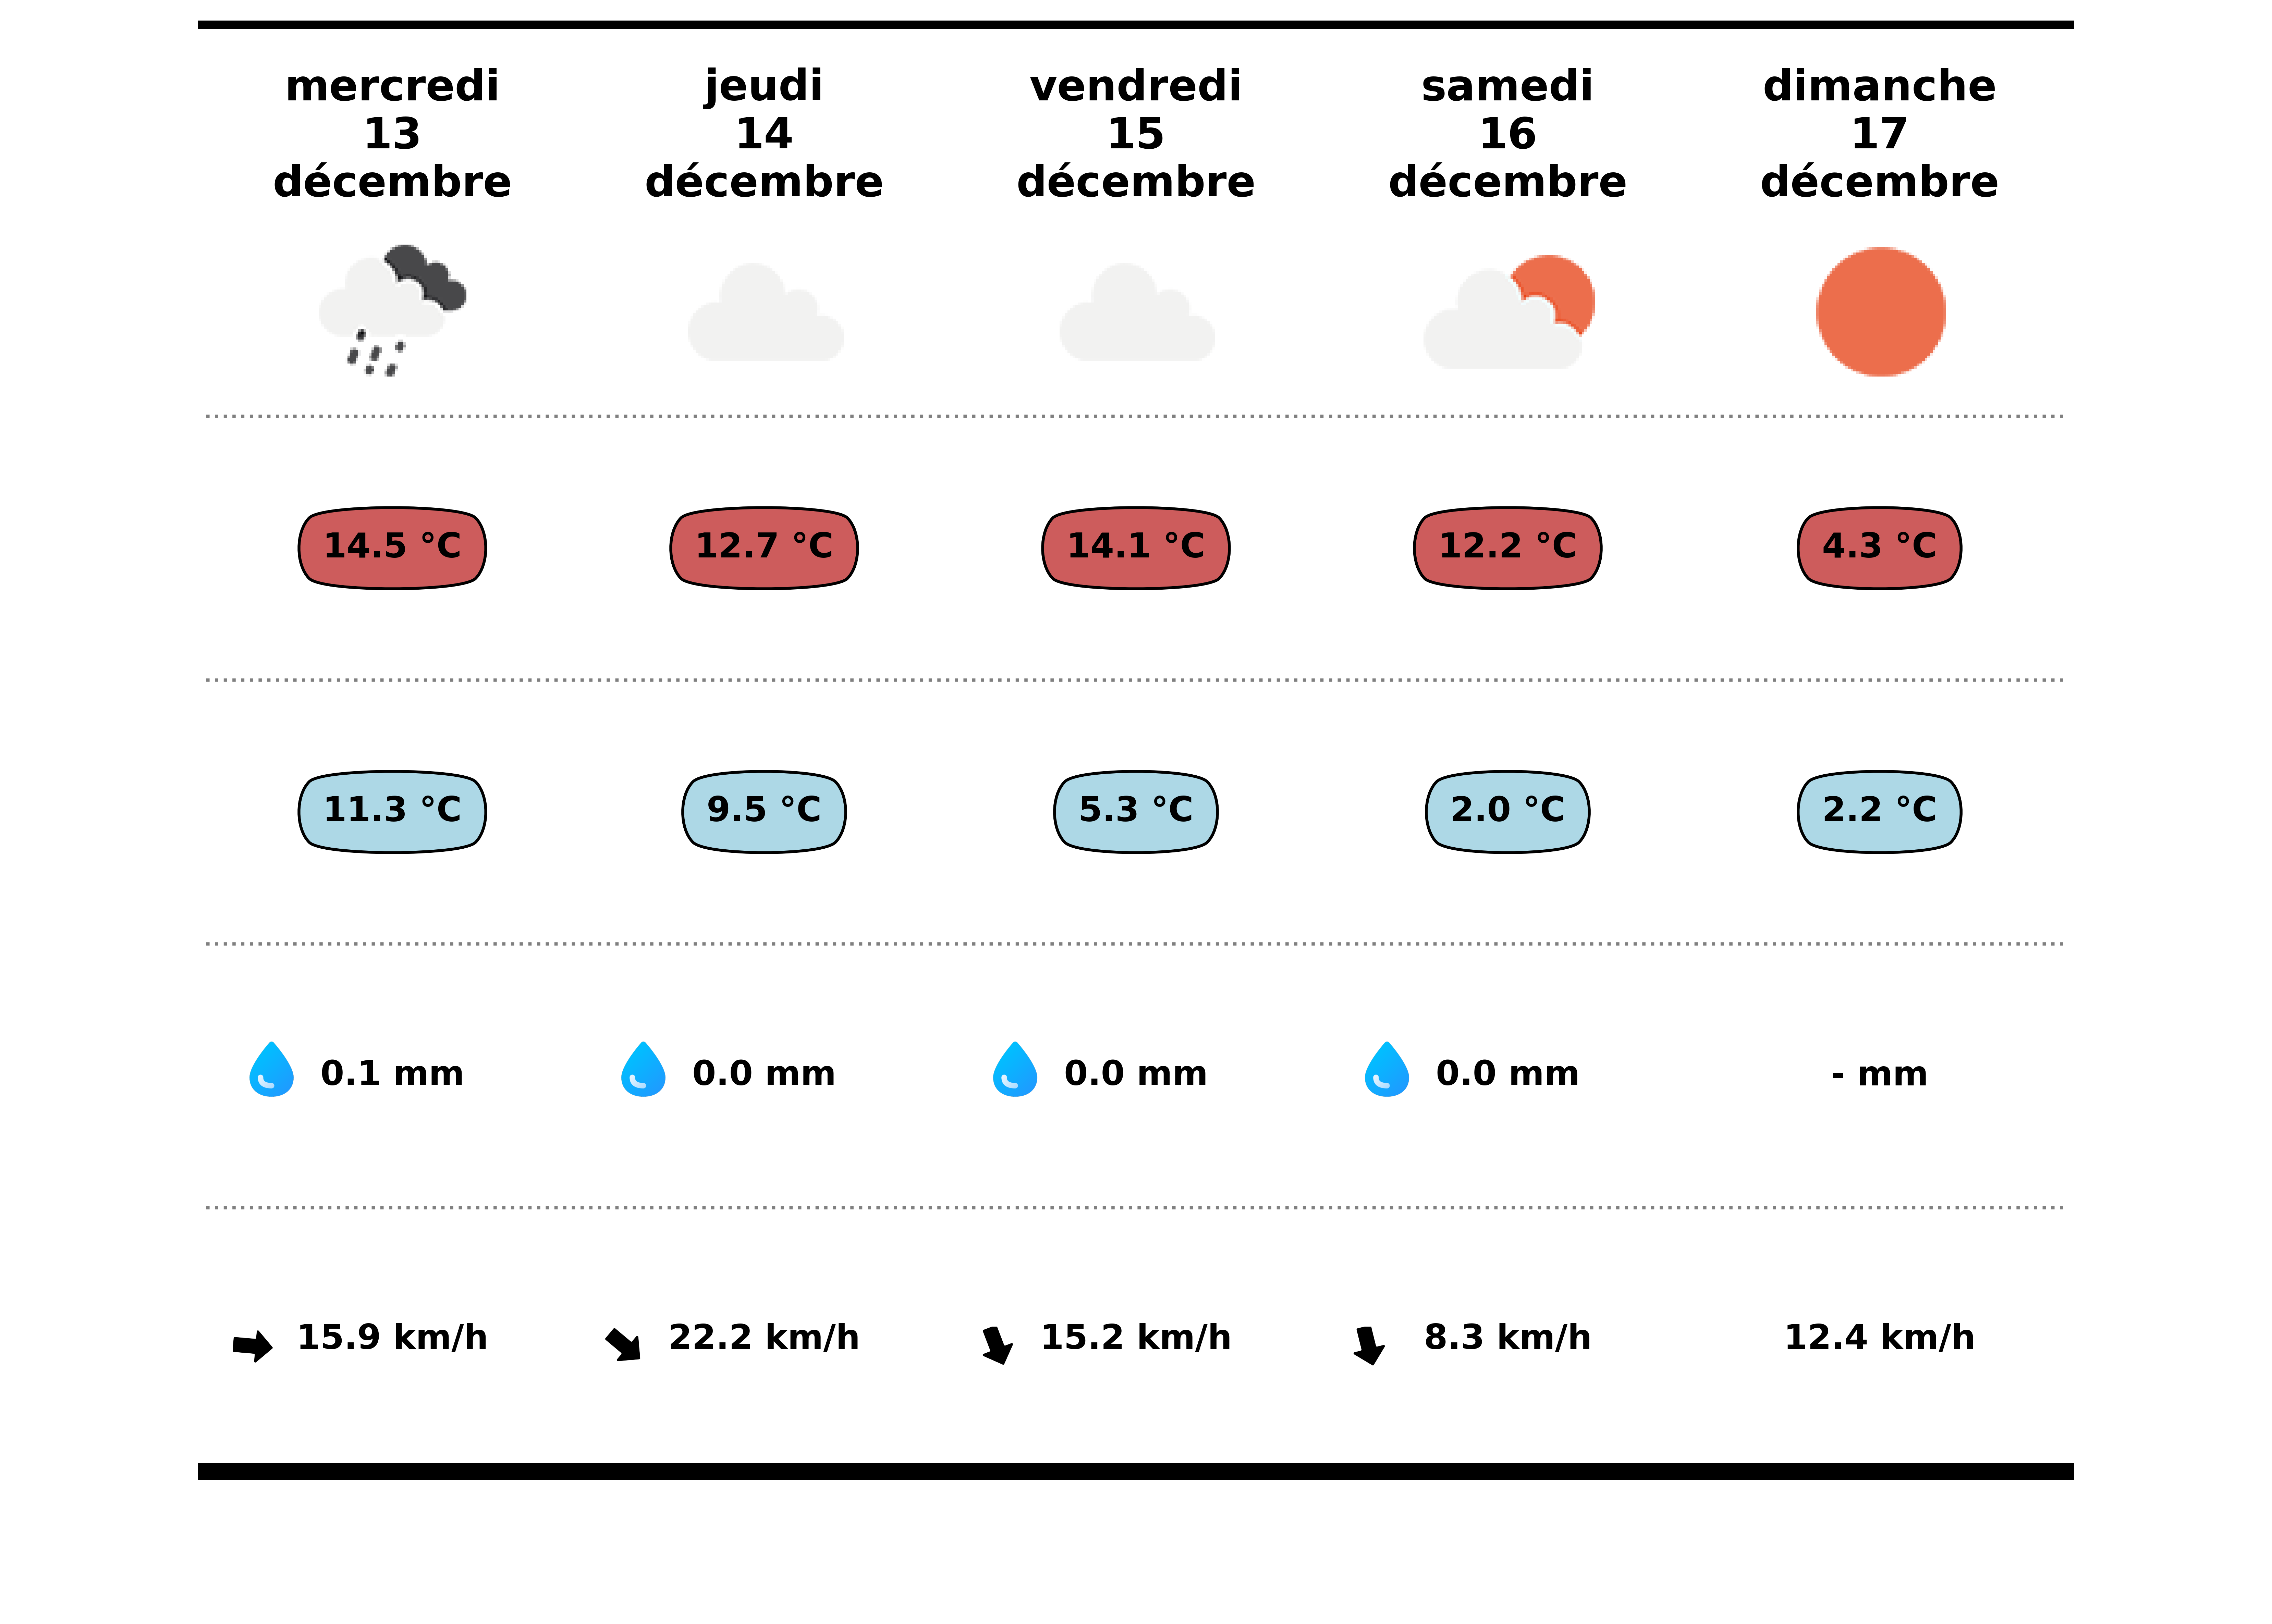 mercredi
13
décembre
jeudi
14
décembre
vendredi
15
décembre
samedi
16
décembre
dimanche
17
décembre
14.5 °C
12.7 °C
14.1 °C
12.2 °C
4.3 °C
11.3 °C
9.5 °C
5.3 °C
2.0 °C
2.2 °C
0.1 mm
0.0 mm
0.0 mm
0.0 mm
- mm
15.9 km/h
22.2 km/h
15.2 km/h
8.3 km/h
12.4 km/h